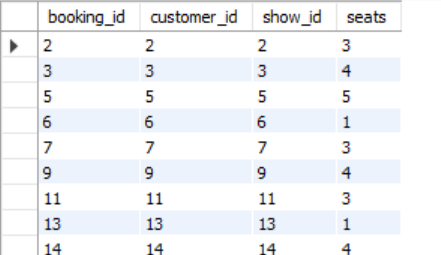 booking_id customer_id show_id seats
2 2 2 3
3 3 3 4
5 5 5 5
6 6 6 1
7 7 7 3
9 9 9 4
11 11 11 3
13 13 13 1
14 14 14 4